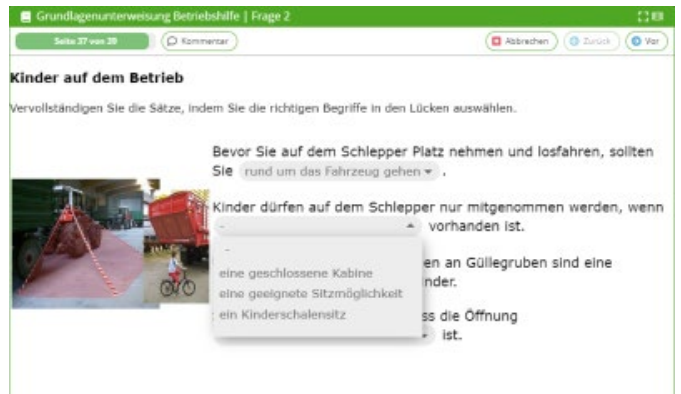 Grundlagenunterweisung Betriebshilfe | Frage 2
Seite 37 von 39 Kommentar Abbrechen Zurück Vor
Kinder auf dem Betrieb
Vervollständigen Sie die Sätze, indem Sie die richtigen Begriffe in den Lücken auswählen.
Bevor Sie auf dem Schlepper Platz nehmen und losfahren, sollten
Sie rund um das Fahrzeug gehen .
Kinder dürfen auf dem Schlepper nur mitgenommen werden, wenn
- vorhanden ist.
-
en an Güllegruben sind eine
eine geschlossene Kabine
nder.
eine geeignete Sitzmöglichkeit
ein Kinderschalensitz
ss die Öffnung
ist.